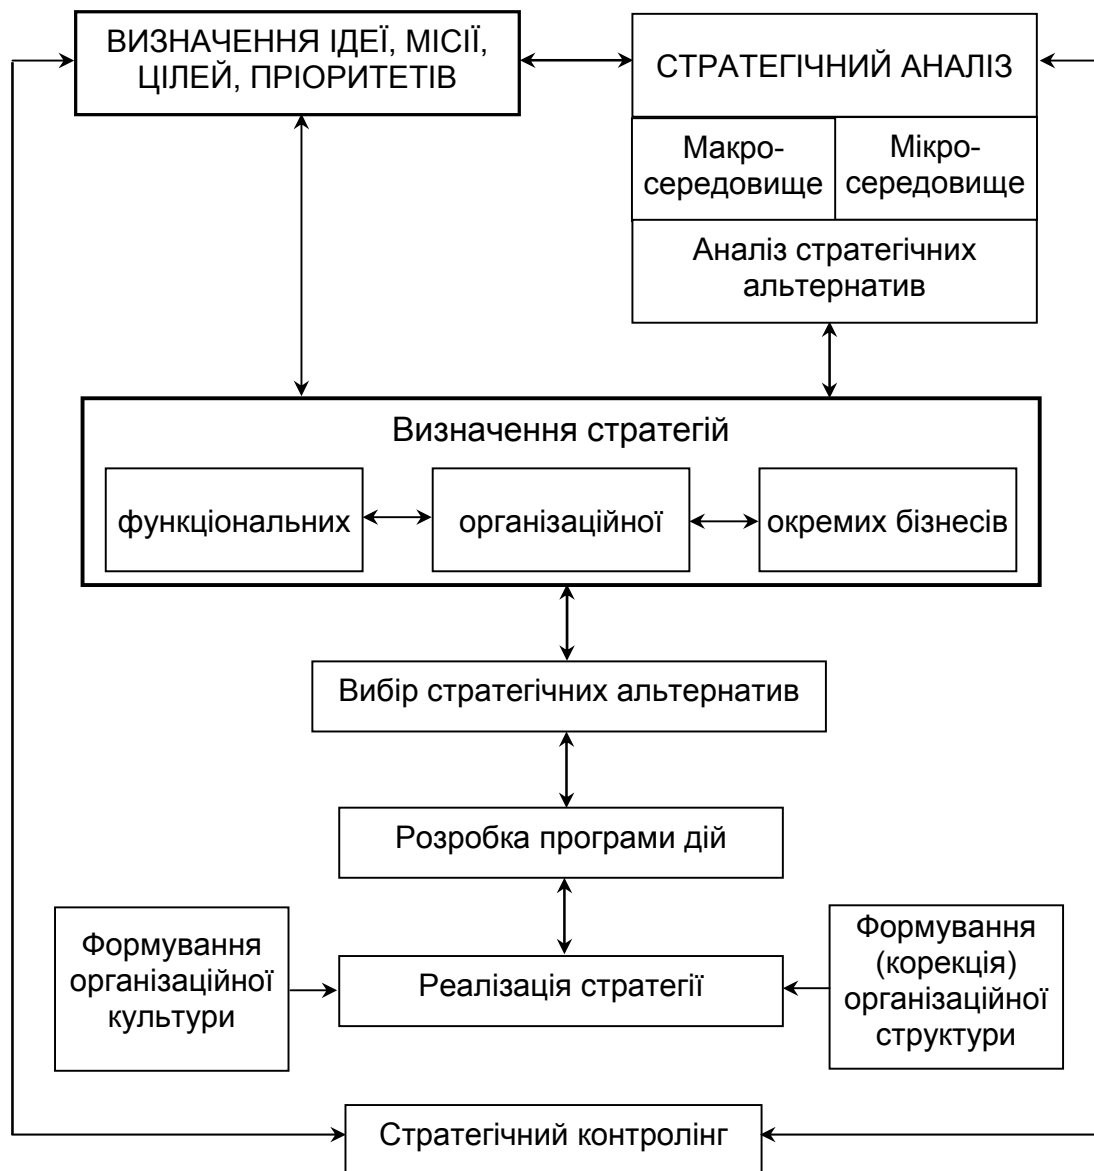 ВИЗНАЧЕННЯ ІДЕЇ, МІСІЇ,
ЦІЛЕЙ, ПРІОРИТЕТІВ
СТРАТЕГІЧНИЙ АНАЛІЗ
Макро-
середовище
Мікро-
середовище
Аналіз стратегічних
альтернатив
Визначення стратегій
функціональних
організаційної
окремих бізнесів
Вибір стратегічних альтернатив
Розробка програми дій
Формування
організаційної
культури
Реалізація стратегії
Формування
(корекція)
організаційної
структури
Стратегічний контролінг